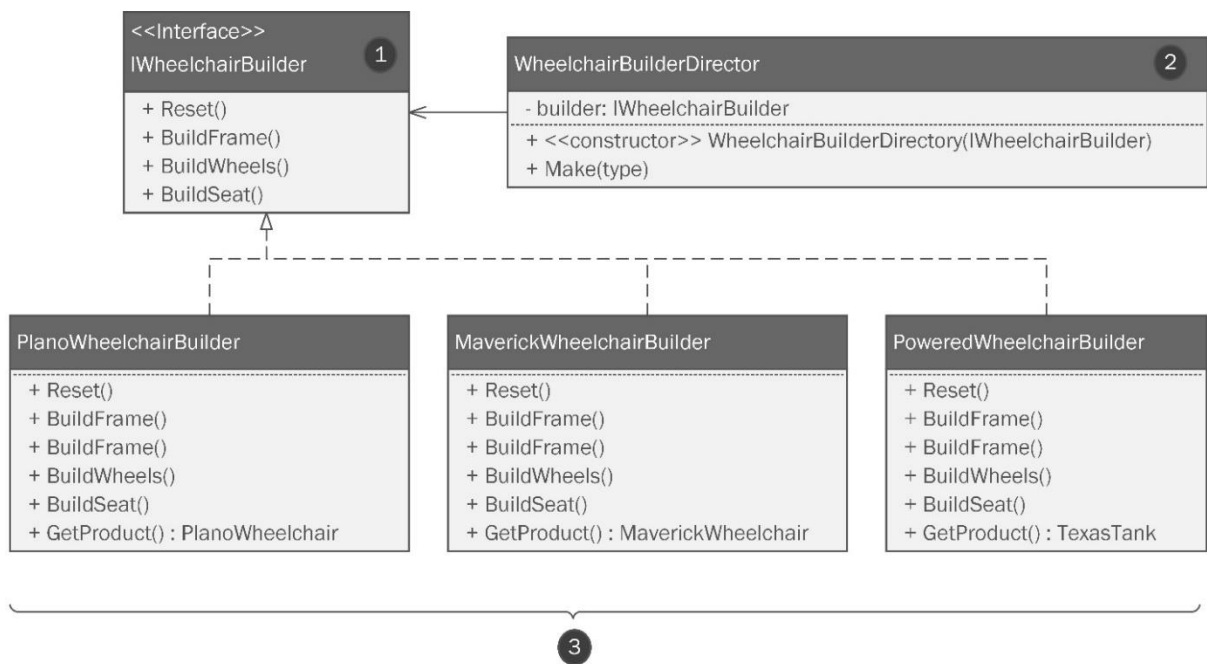 <<Interface>>
IWheelchairBuilder
1
+ Reset()
+ BuildFrame()
+ BuildWheels()
+ BuildSeat()
WheelchairBuilderDirector
2
- builder: IWheelchairBuilder
+ <<constructor>> WheelchairBuilderDirectory(IWheelchairBuilder)
+ Make(type)
PlanoWheelchairBuilder
+ Reset()
+ BuildFrame()
+ BuildFrame()
+ BuildWheels()
+ BuildSeat()
+ GetProduct() : PlanoWheelchair
MaverickWheelchairBuilder
+ Reset()
+ BuildFrame()
+ BuildFrame()
+ BuildWheels()
+ BuildSeat()
+ GetProduct() : MaverickWheelchair
PoweredWheelchairBuilder
+ Reset()
+ BuildFrame()
+ BuildFrame()
+ BuildWheels()
+ BuildSeat()
+ GetProduct() : TexasTank
3